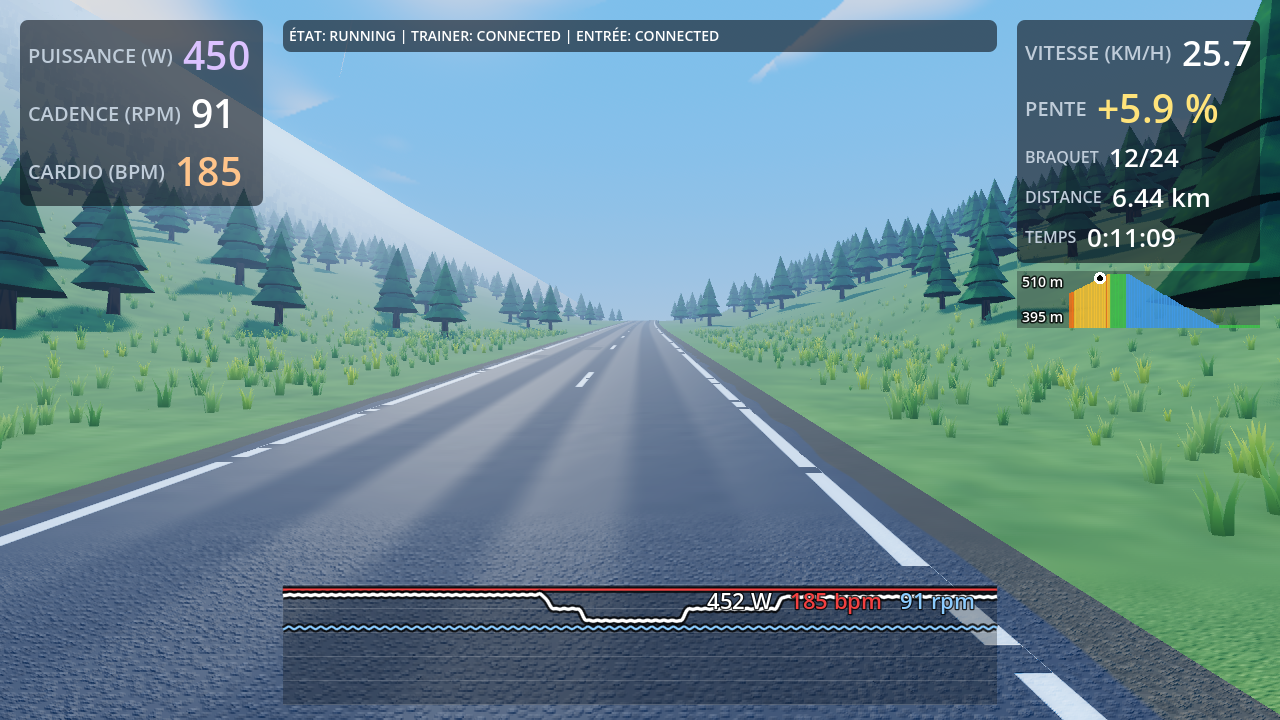 PUISSANCE (W) 450
CADENCE (RPM) 91
CARDIO (BPM) 185
ÉTAT: RUNNING | TRAINER: CONNECTED | ENTRÉE: CONNECTED
VITESSE (KM/H) 25.7
PENTE +5.9 %
BRAQUET 12/24
DISTANCE 6.44 km
TEMPS 0:11:09
510 m
395 m
452 W 185 bpm 91 rpm